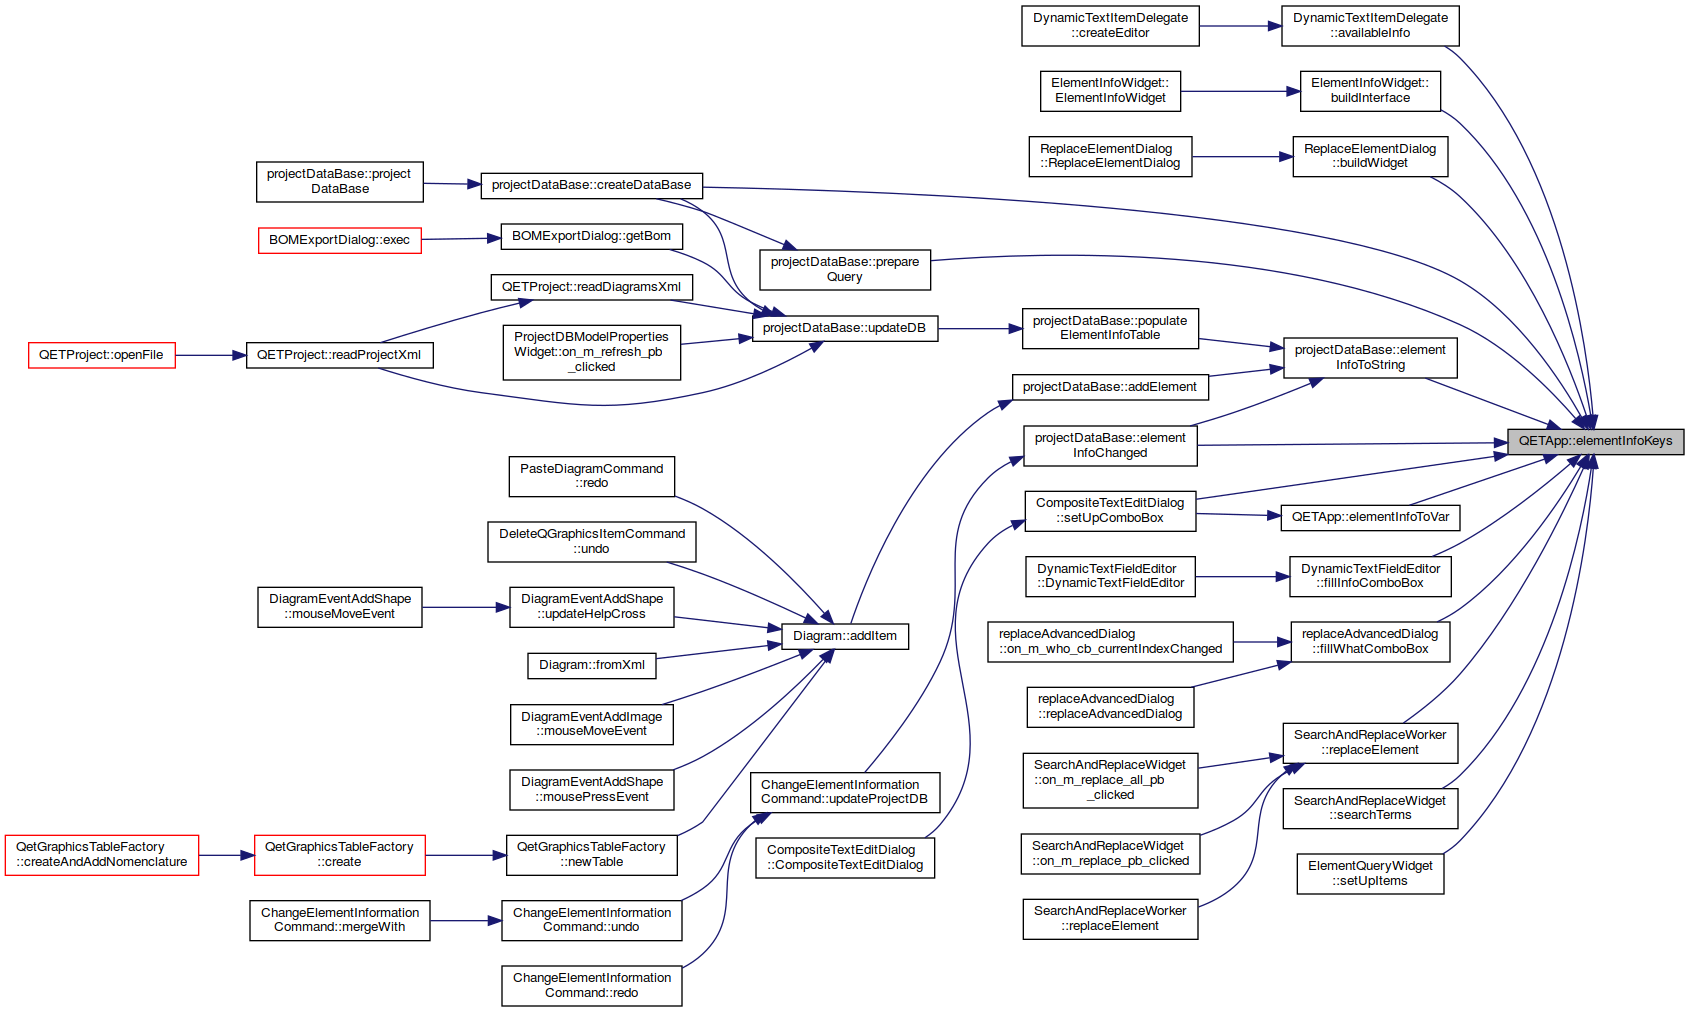 DynamicTextItemDelegate
::createEditor
DynamicTextItemDelegate
::availableInfo
ElementInfoWidget::
ElementInfoWidget
ElementInfoWidget::
buildInterface
ReplaceElementDialog
::ReplaceElementDialog
ReplaceElementDialog
::buildWidget
projectDataBase::project
DataBase
projectDataBase::createDataBase
BOMExportDialog::exec
BOMExportDialog::getBom
projectDataBase::prepare
Query
QETProject::readDiagramsXml
projectDataBase::updateDB
projectDataBase::populate
ElementInfoTable
projectDataBase::element
InfoToString
ProjectDBModelProperties
Widget::on_m_refresh_pb
_clicked
QETProject::openFile
QETProject::readProjectXml
projectDataBase::addElement
projectDataBase::element
InfoChanged
QETApp::elementInfoKeys
PasteDiagramCommand
::redo
CompositeTextEditDialog
::setUpComboBox
QETApp::elementInfoToVar
DeleteQGraphicsItemCommand
::undo
DynamicTextFieldEditor
::DynamicTextFieldEditor
DynamicTextFieldEditor
::fillInfoComboBox
DiagramEventAddShape
::mouseMoveEvent
DiagramEventAddShape
::updateHelpCross
Diagram::addItem
replaceAdvancedDialog
::on_m_who_cb_currentIndexChanged
replaceAdvancedDialog
::fillWhatComboBox
Diagram::fromXml
replaceAdvancedDialog
::replaceAdvancedDialog
DiagramEventAddImage
::mouseMoveEvent
SearchAndReplaceWorker
::replaceElement
SearchAndReplaceWidget
::on_m_replace_all_pb
_clicked
DiagramEventAddShape
::mousePressEvent
ChangeElementInformation
Command::updateProjectDB
SearchAndReplaceWidget
::searchTerms
QetGraphicsTableFactory
::createAndAddNomenclature
QetGraphicsTableFactory
::create
QetGraphicsTableFactory
::newTable
CompositeTextEditDialog
::CompositeTextEditDialog
SearchAndReplaceWidget
::on_m_replace_pb_clicked
ElementQueryWidget
::setUpItems
ChangeElementInformation
Command::mergeWith
ChangeElementInformation
Command::undo
SearchAndReplaceWorker
::replaceElement
ChangeElementInformation
Command::redo